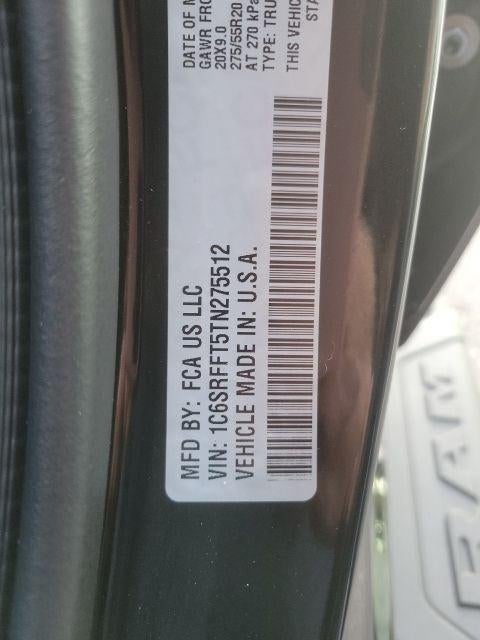 DATE OF M
GAWR FRO
20X9.0
275/55R20
AT 270 kPa
TYPE: TRU
THIS VEHIC
STA
MFD BY: FCA US LLC
VIN: 1C6SRFFT5TN275512
VEHICLE MADE IN: U.S.A.
RAM